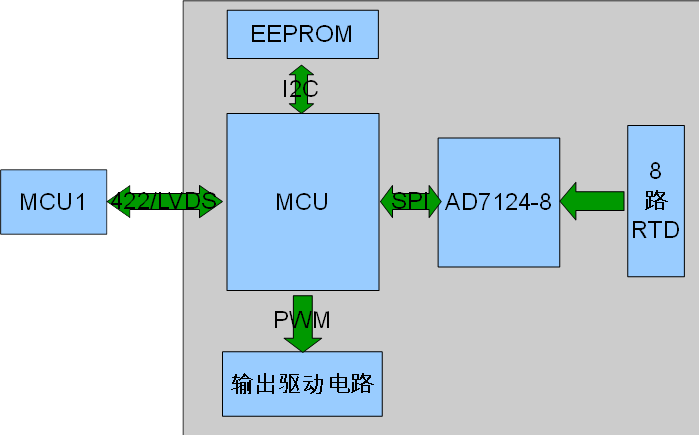 EEPROM
I2C
MCU1
422/LVDS
MCU
SPI
AD7124-8
8
路
RTD
PWM
输出驱动电路